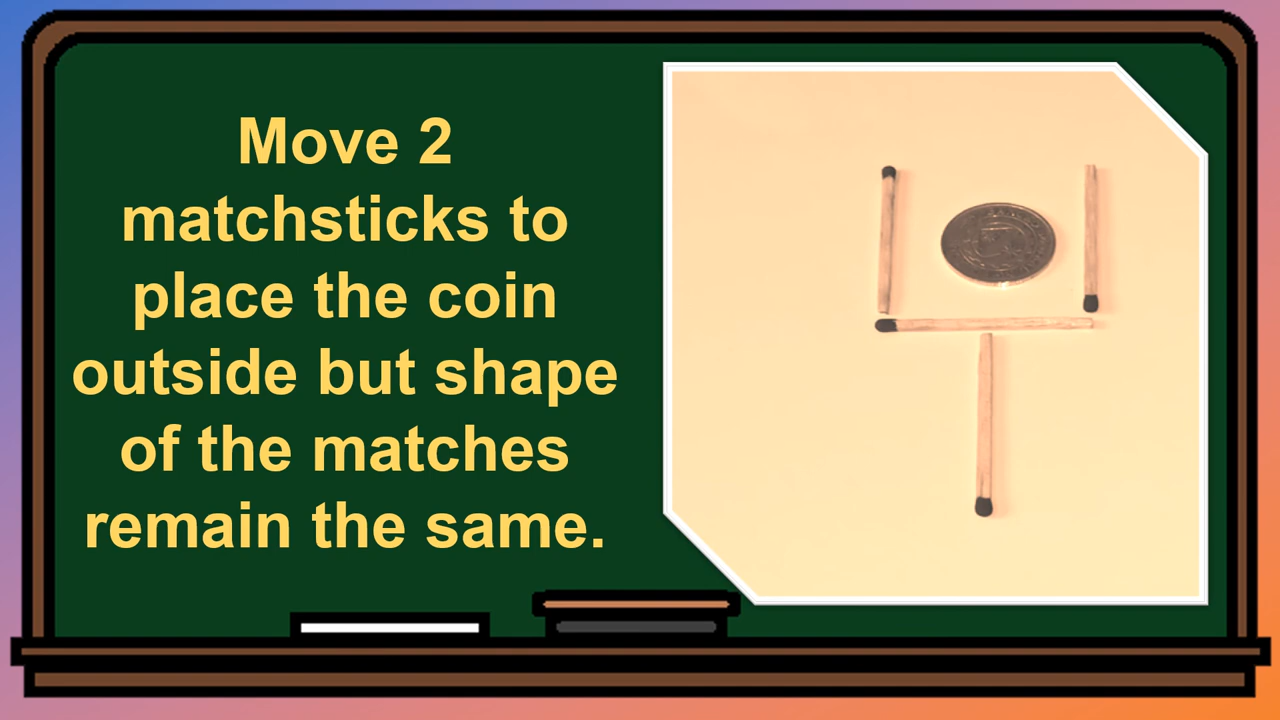 Move 2
matchsticks to
place the coin
outside but shape
of the matches
remain the same.